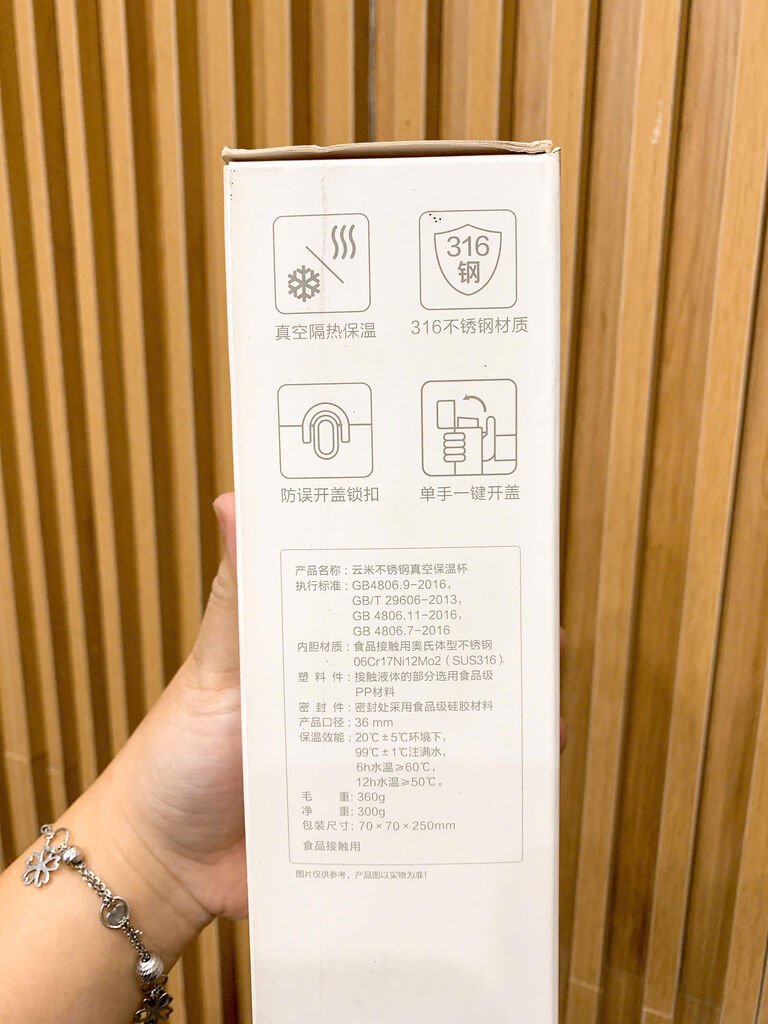 316
钢
真空隔热保温
316不锈钢材质
防误开盖锁扣
单手一键开盖
产品名称：云米不锈钢真空保温杯
执行标准：GB4806.9-2016,
GB/T 29606-2013,
GB 4806.11-2016,
GB 4806.7-2016
内胆材质：食品接触用奥氏体型不锈钢
06Cr17Ni12Mo2（SUS316）
塑 料 件：接触液体的部分选用食品级
PP材料
密 封 件：密封处采用食品级硅胶材料
产品口径：36 mm
保温效能：20℃±5℃环境下，
99℃±1℃注满水，
6h水温≥60℃，
12h水温≥50℃。
毛 重: 360g
净 重: 300g
包装尺寸: 70×70×250mm
食品接触用
图片仅供参考，产品图以实物为准！